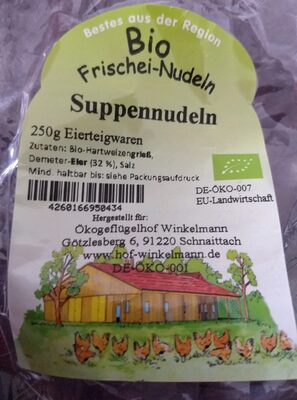 Bestes aus der Region
Bio
Frischei-Nudeln
Suppennudeln
250g Eierteigwaren
Zutaten: Bio-Hartweizengrieß,
Demeter-Eier (32 %), Salz
Mind. haltbar bis: siehe Packungsaufdruck
4260166950434
DE-ÖKO-007
EU-Landwirtschaft
Hergestellt für:
Ökogeflügelhof Winkelmann
Götzlesberg 6, 91220 Schnaittach
www.hof-winkelmann.de
DE-ÖKO-001